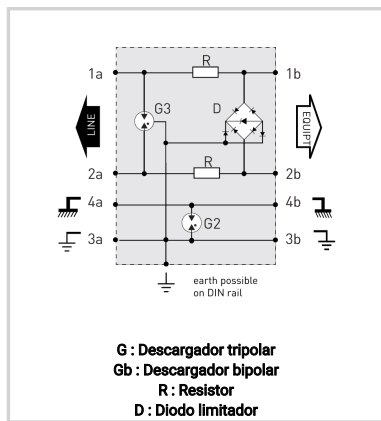 R
1a
1b
G3
D
LINE
EQUIPT
R
2a
2b
4a
4b
G2
3a
3b
earth possible
on DIN rail
G : Descargador tripolar
Gb : Descargador bipolar
R : Resistor
D : Diodo limitador